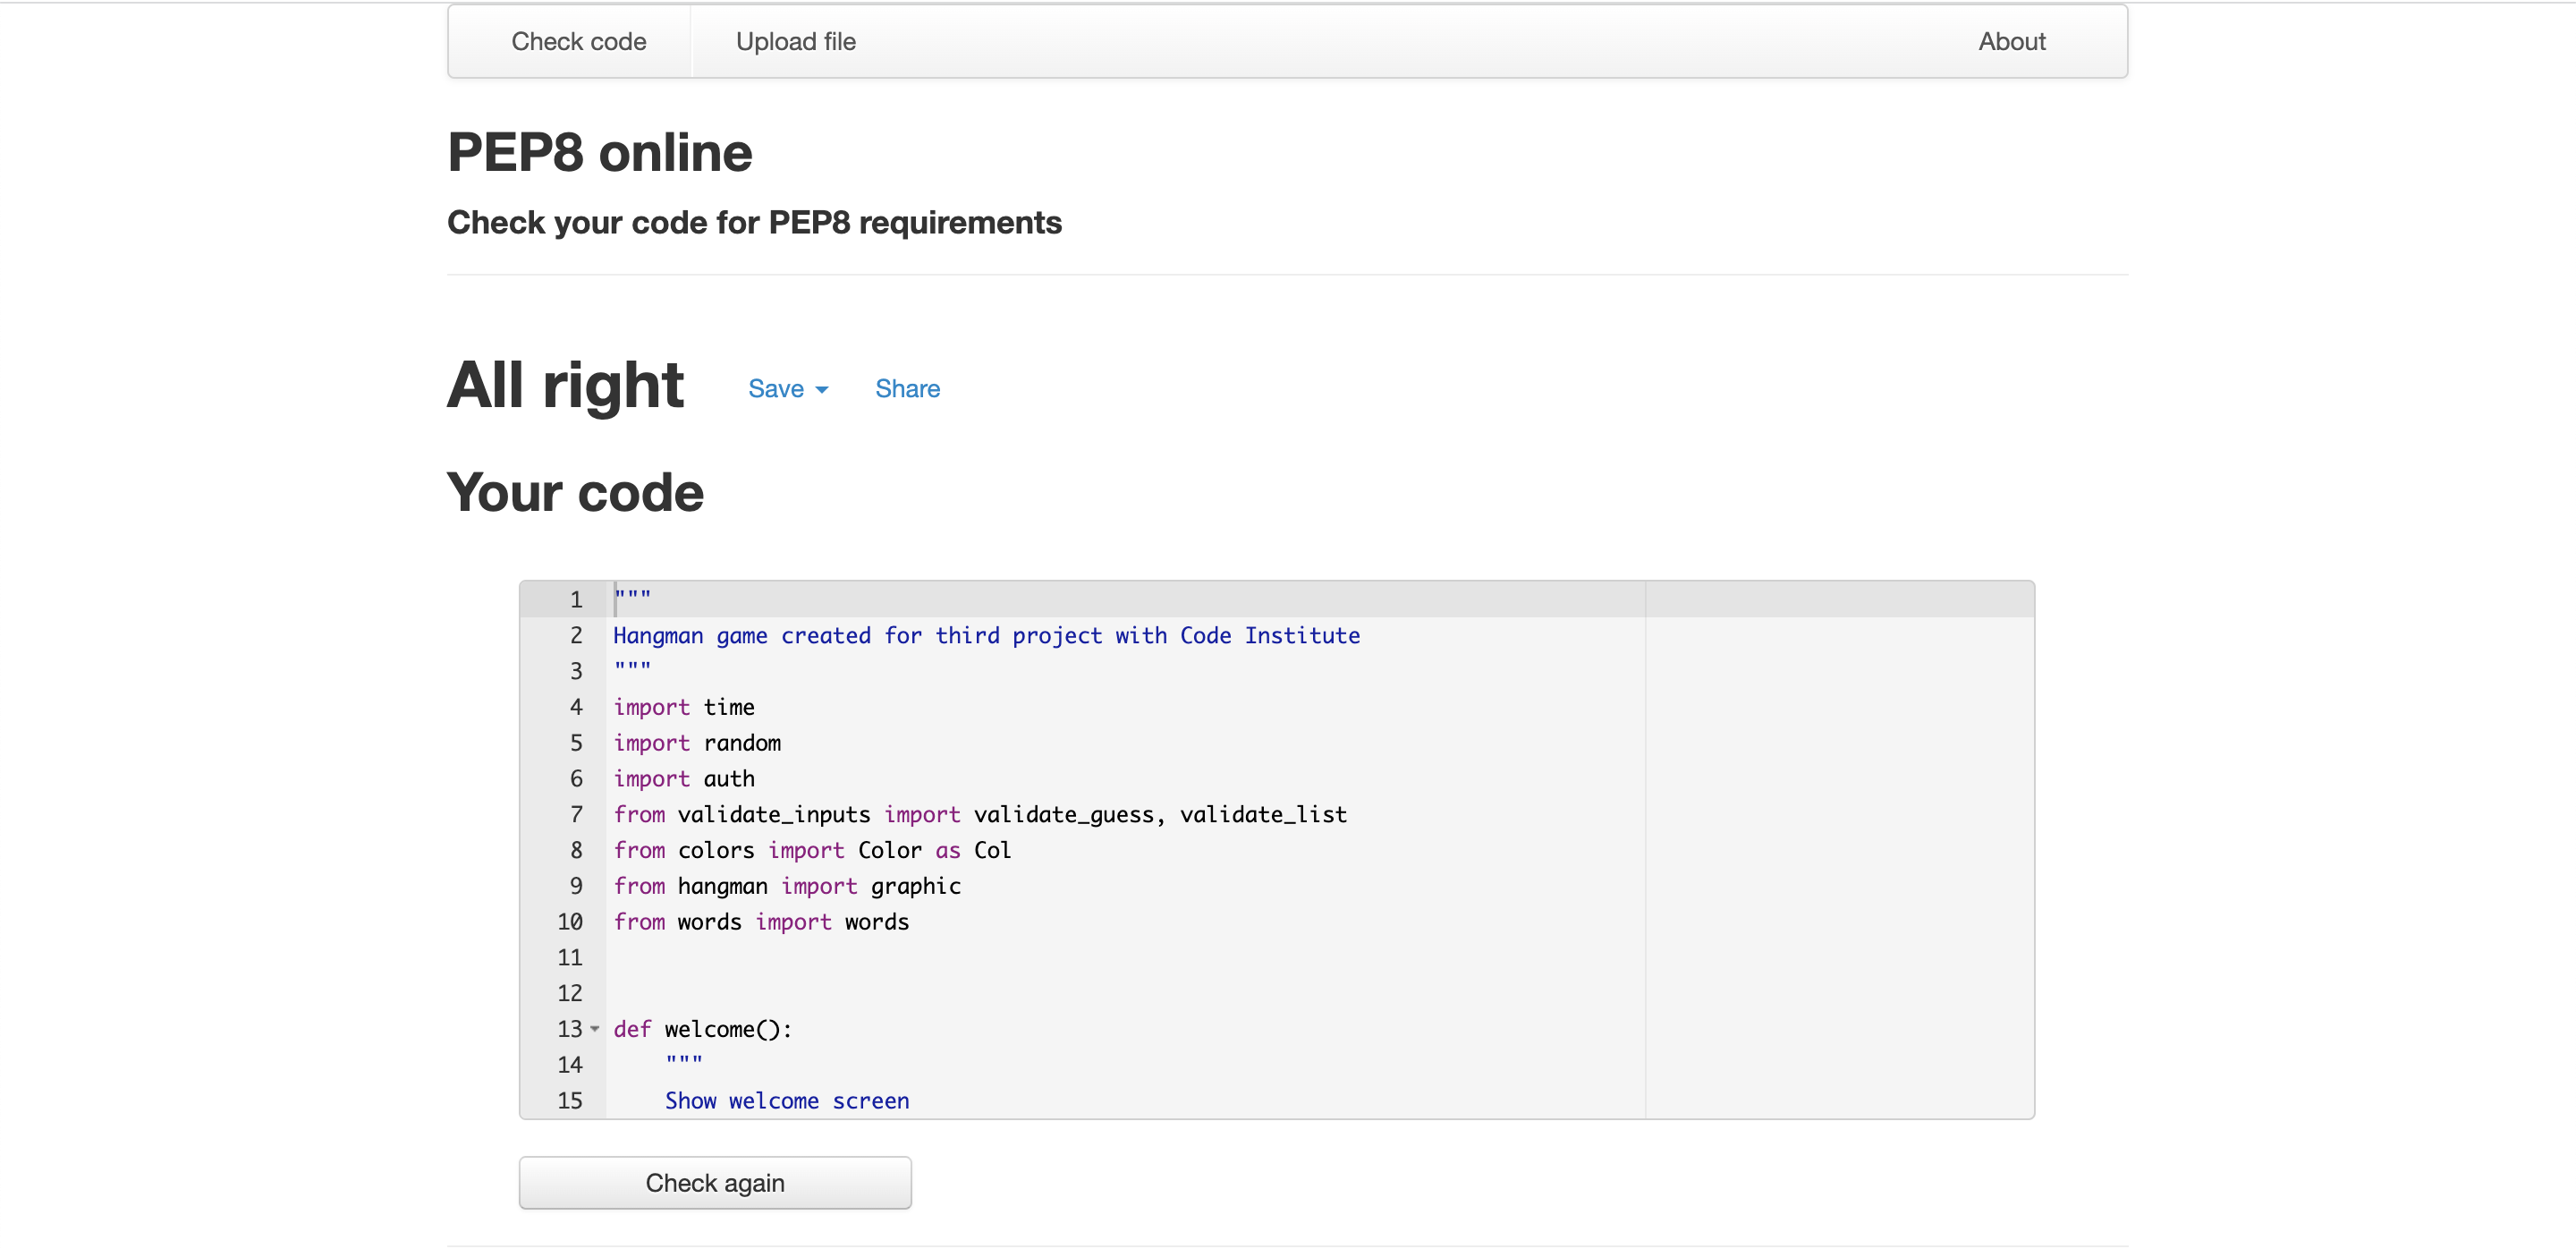 Check code Upload file About
PEP8 online
Check your code for PEP8 requirements
All right Save Share
Your code
1 """
2 Hangman game created for third project with Code Institute
3 """
4 import time
5 import random
6 import auth
7 from validate_inputs import validate_guess, validate_list
8 from colors import Color as Col
9 from hangman import graphic
10 from words import words
11
12
13 def welcome():
14     """
15     Show welcome screen
Check again